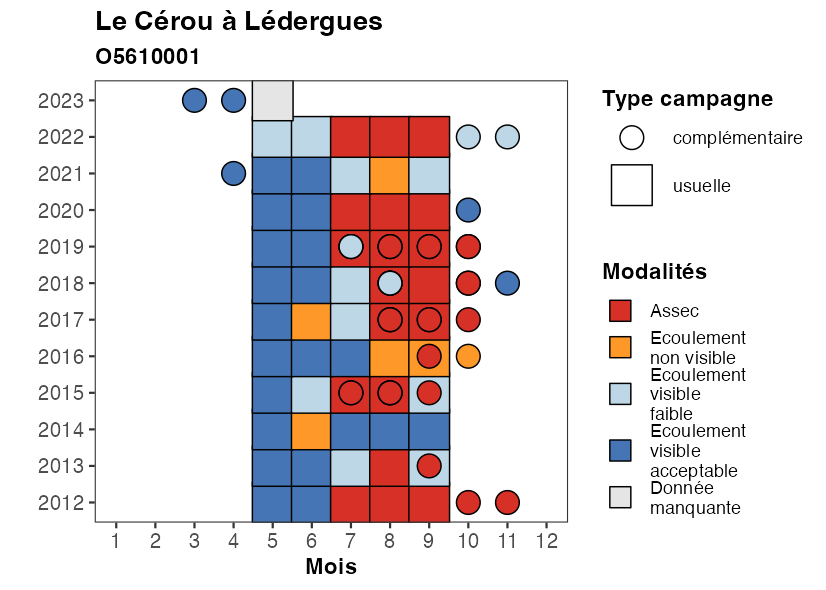 Le Cérou à Lédergues
O5610001
2023
2022
2021
2020
2019
2018
2017
2016
2015
2014
2013
2012
1 2 3 4 5 6 7 8 9 10 11 12
Mois
Type campagne
complémentaire
usuelle
Modalités
Assec
Ecoulement
non visible
Ecoulement
visible
faible
Ecoulement
visible
acceptable
Donnée
manquante